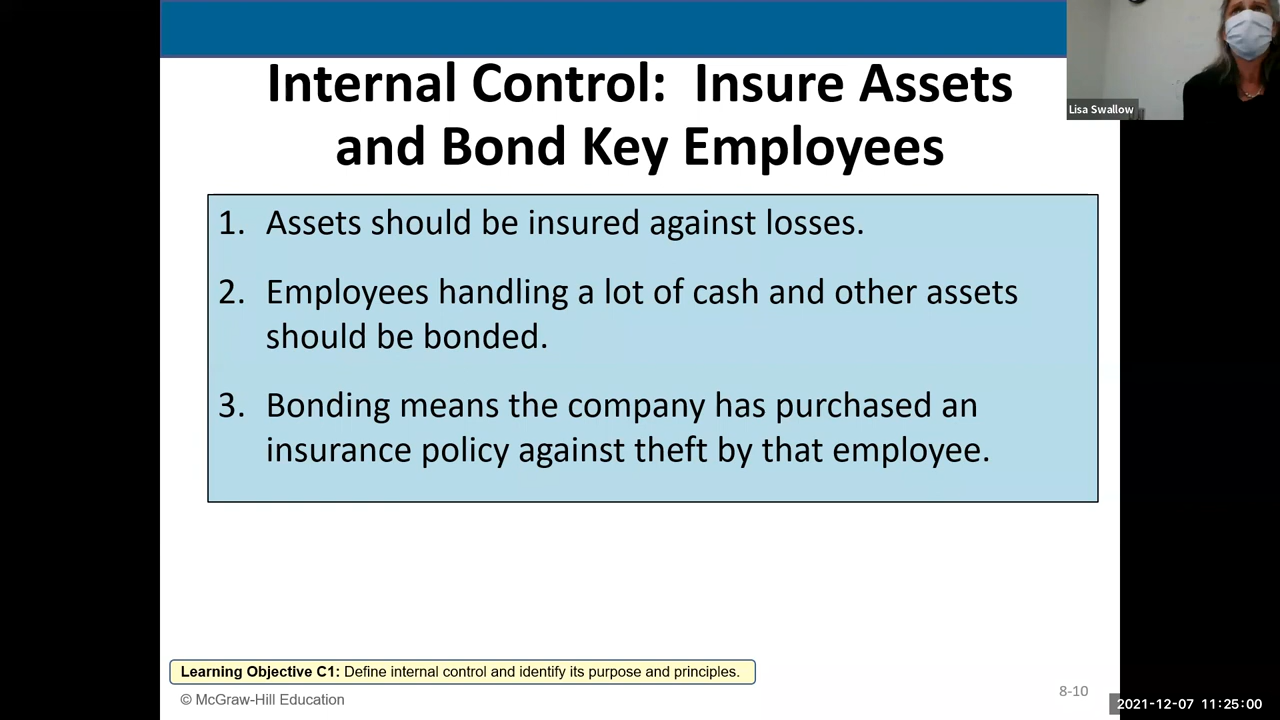 Internal Control: Insure Assets
and Bond Key Employees
Lisa Swallow
1. Assets should be insured against losses.
2. Employees handling a lot of cash and other assets
should be bonded.
3. Bonding means the company has purchased an
insurance policy against theft by that employee.
Learning Objective C1: Define internal control and identify its purpose and principles.
© McGraw-Hill Education
8-10
2021-12-07 11:25:00